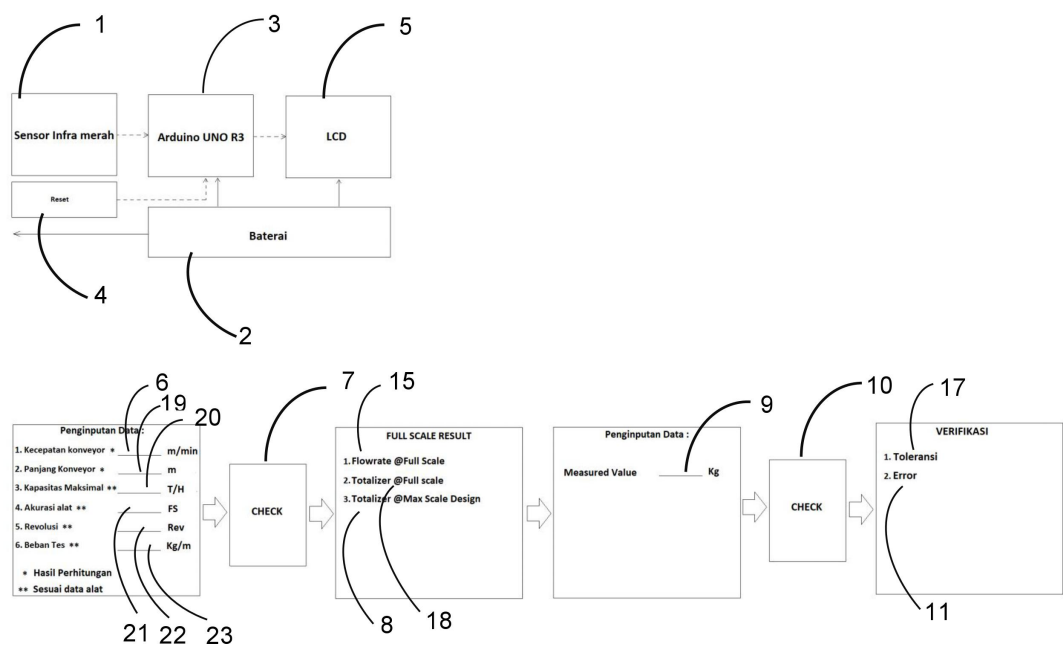 1
3
5
Sensor Infra merah
Arduino UNO R3
LCD
Reset
Baterai
4
2
6
19
20
7
15
9
10
17
Penginputan Data :
1. Kecepatan konveyor * m/min
2. Panjang Konveyor * m
3. Kapasitas Maksimal ** T/H
4. Akurasi alat ** FS
5. Revolusi ** Rev
6. Beban Tes ** Kg/m
* Hasil Perhitungan
** Sesuai data alat
21
22
23
CHECK
FULL SCALE RESULT
1. Flowrate @Full Scale
2. Totalizer @Full scale
3. Totalizer @Max Scale Design
8
18
Penginputan Data :
Measured Value Kg
CHECK
VERIFIKASI
1. Toleransi
2. Error
11